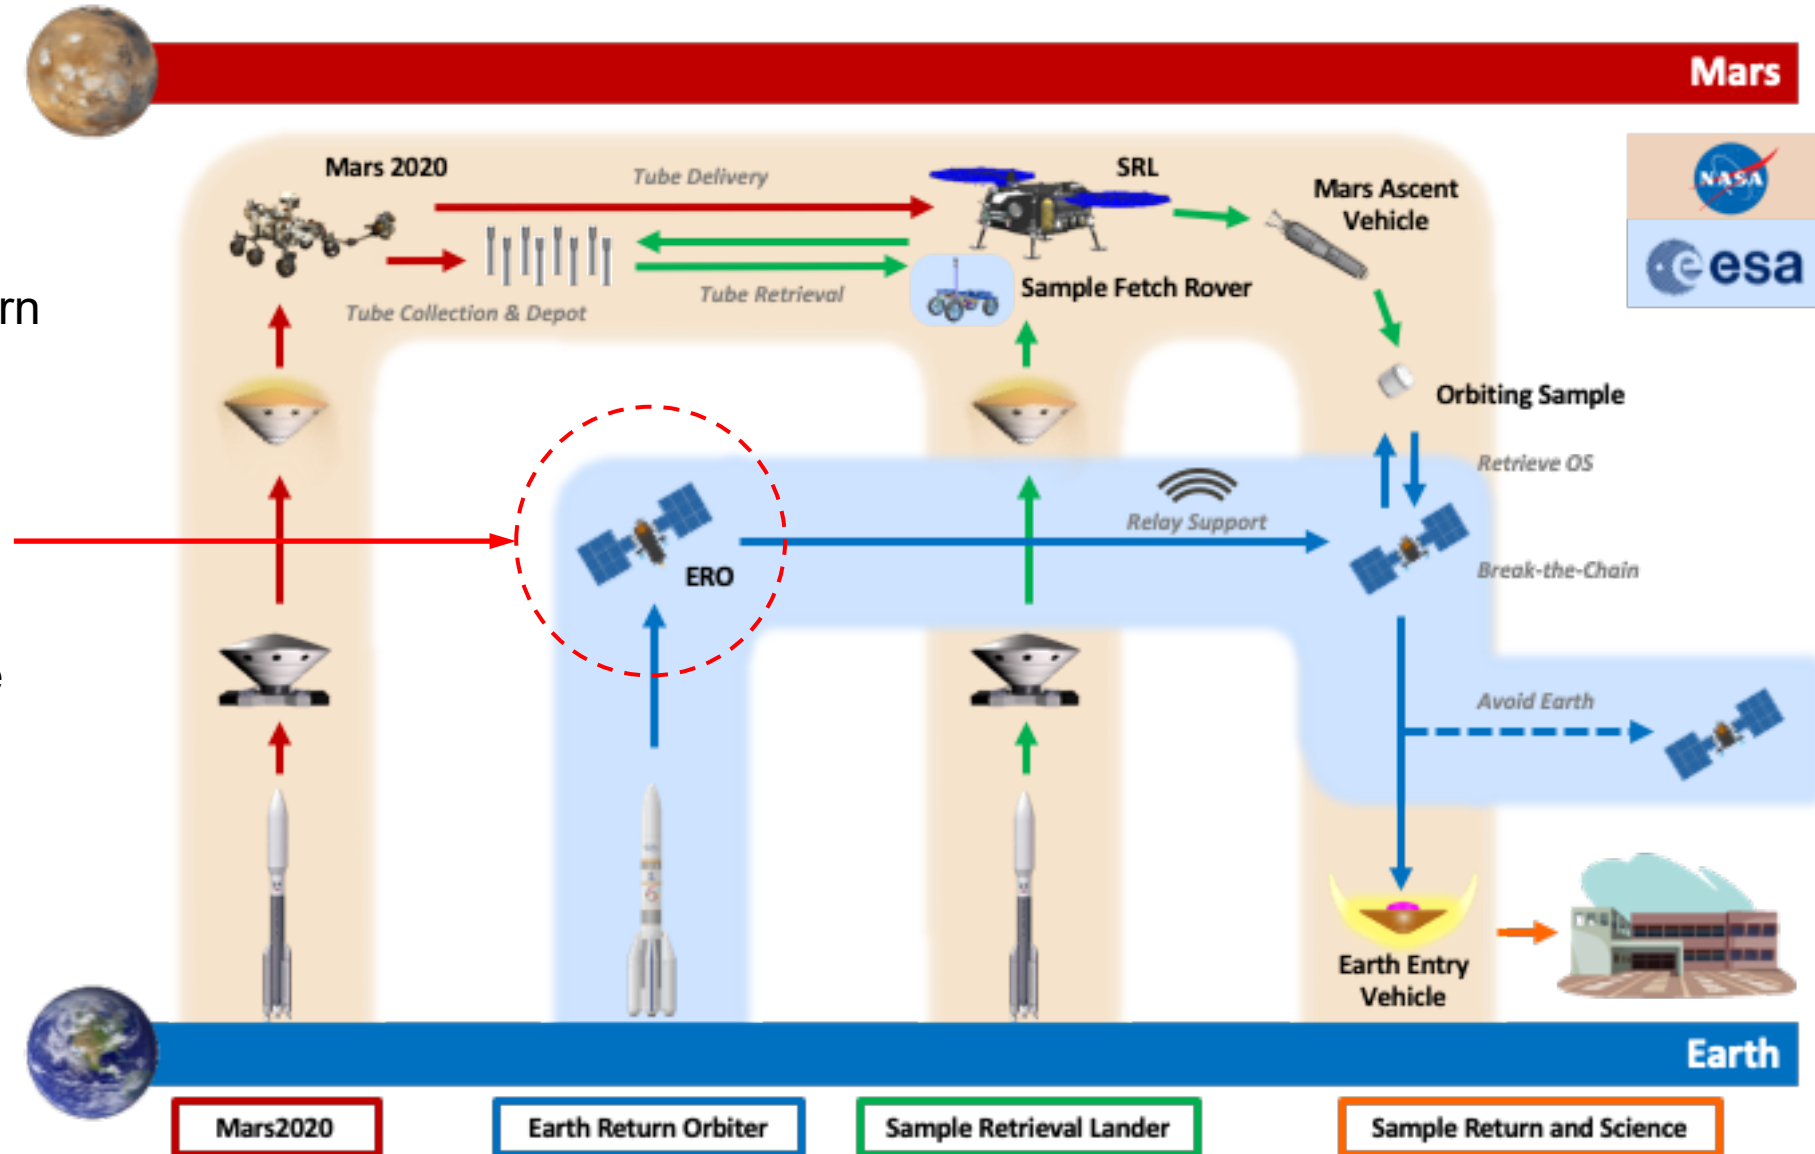 Mars
Mars 2020
Tube Delivery
SRL
Mars Ascent
Vehicle
NASA
esa
rn
Tube Collection & Depot
Tube Retrieval
Sample Fetch Rover
Orbiting Sample
Retrieve OS
Relay Support
ERO
Break-the-Chain
e
Avoid Earth
Earth Entry
Vehicle
Earth
Mars2020
Earth Return Orbiter
Sample Retrieval Lander
Sample Return and Science